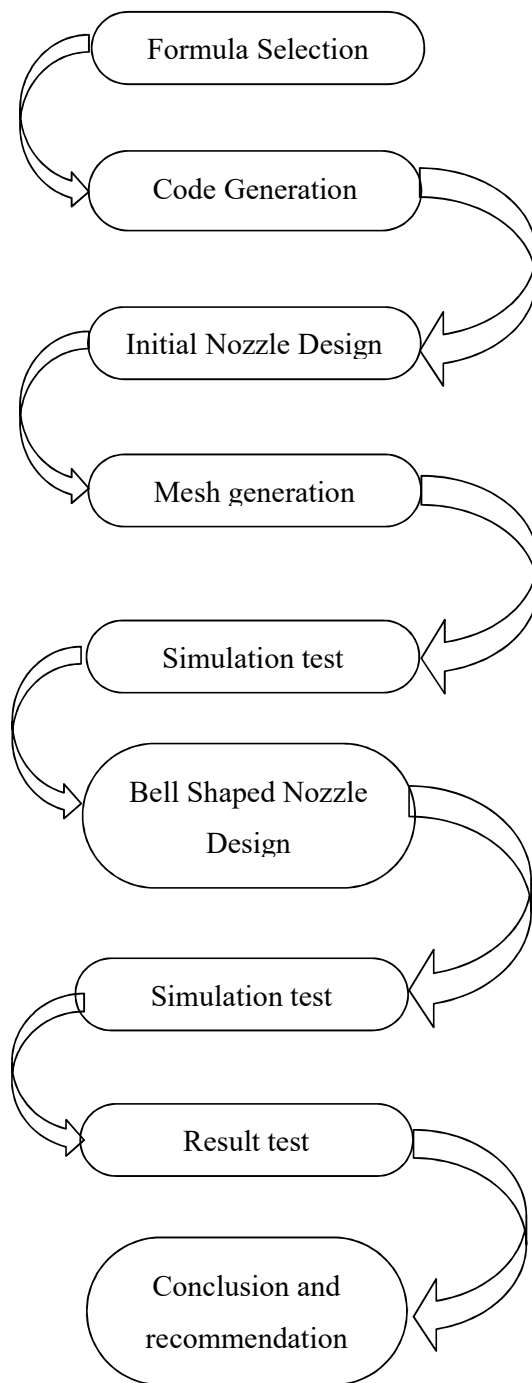 Formula Selection
Code Generation
Initial Nozzle Design
Mesh generation
Simulation test
Bell Shaped Nozzle
Design
Simulation test
Result test
Conclusion and
recommendation